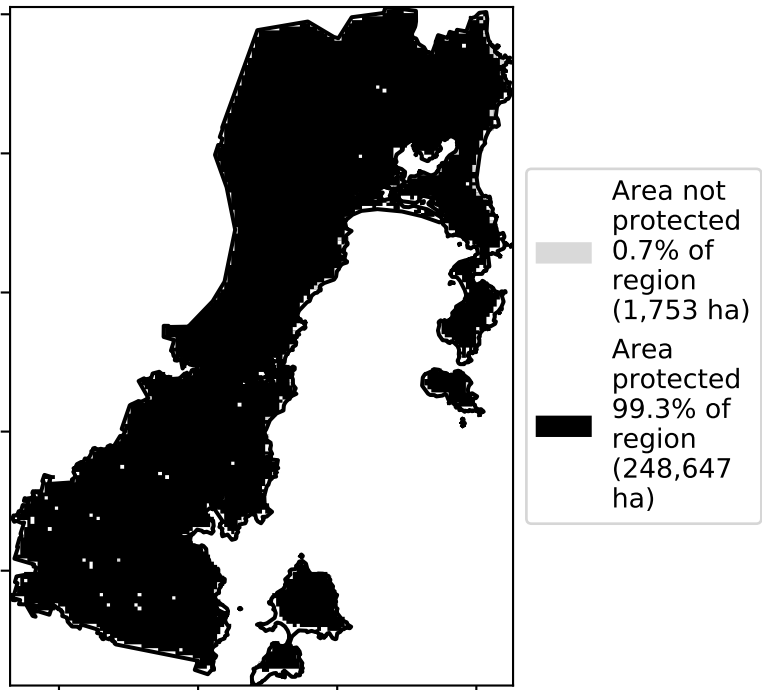 Area not
protected
0.7% of
region
(1,753 ha)
Area
protected
99.3% of
region
(248,647
ha)